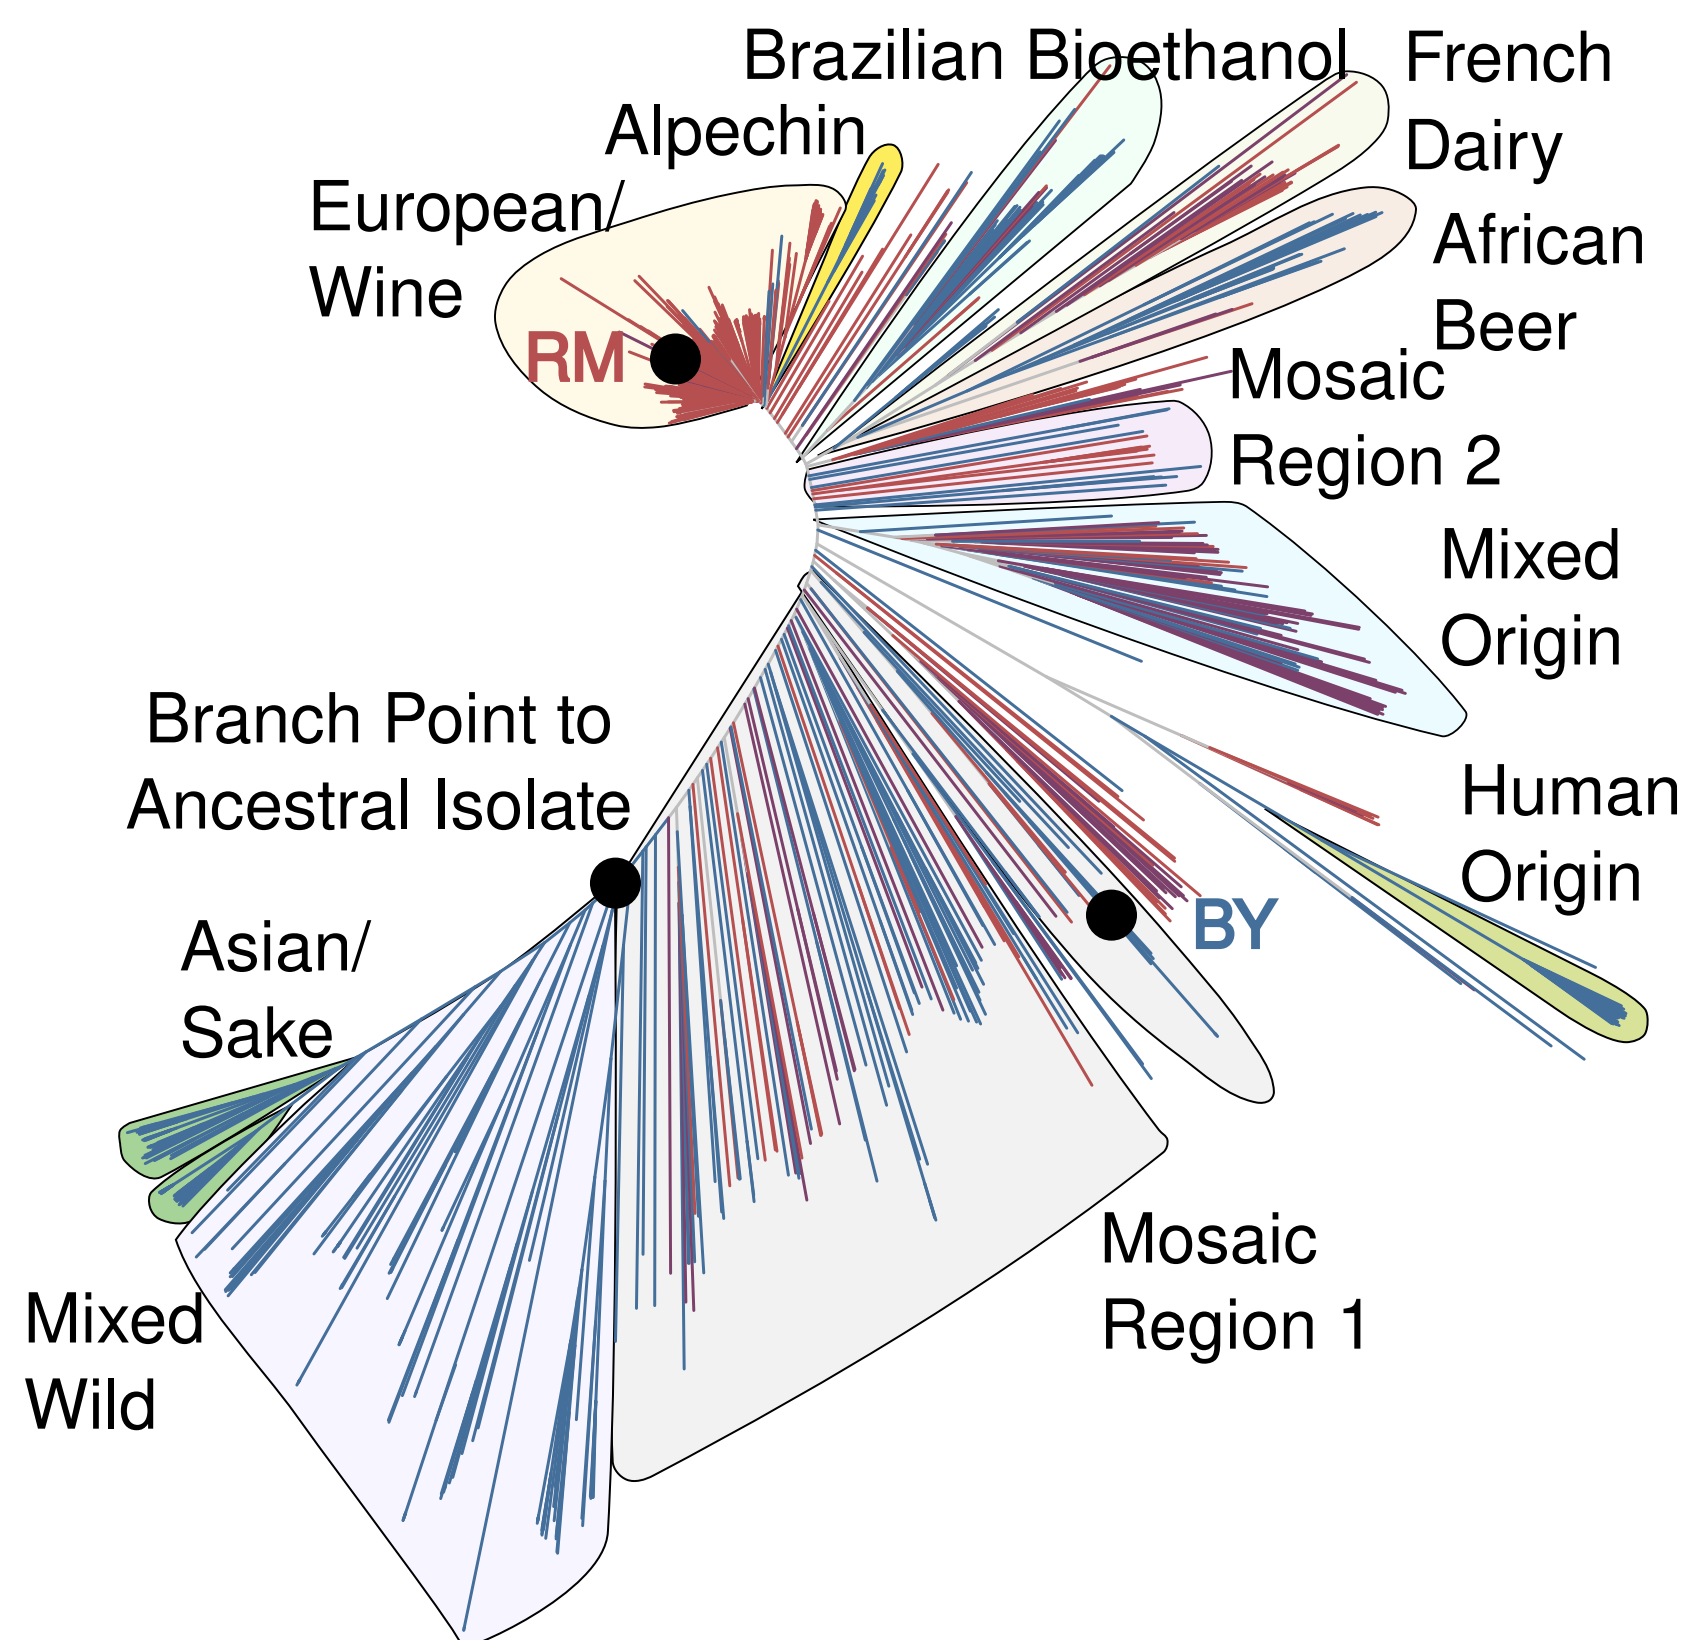 Brazilian Bioethanol
French
Dairy
Alpechin
European/
Wine
African
Beer
RM
Mosaic
Region 2
Mixed
Origin
Branch Point to
Ancestral Isolate
Human
Origin
BY
Asian/
Sake
Mosaic
Region 1
Mixed
Wild